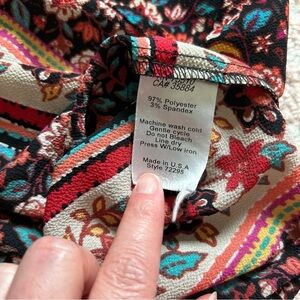 CA# 35884
97% Polyester
3% Spandex
Machine wash cold
Gentle cycle
Do not Bleach
Line dry
Press W/Low iron.
Made in U.S.A
Style 72295